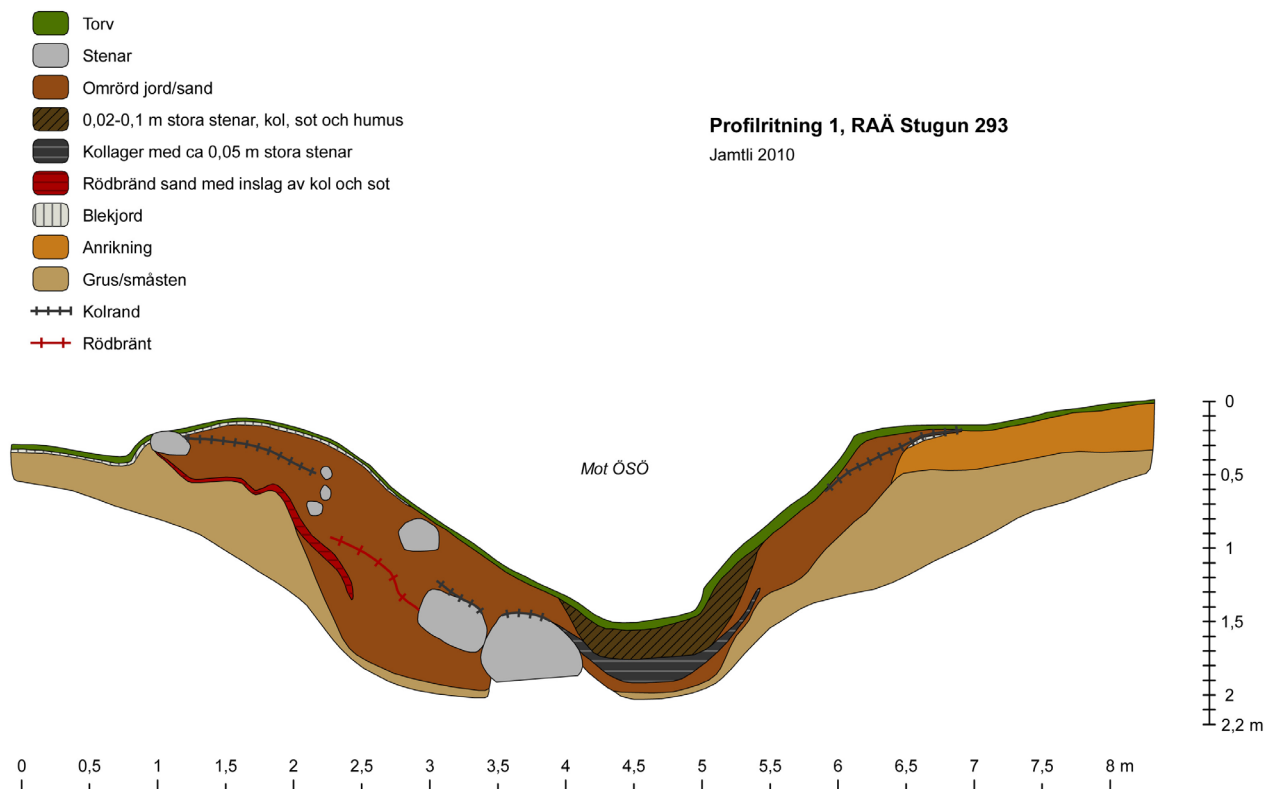 Torv
Stenar
Omrörd jord/sand
0,02-0,1 m stora stenar, kol, sot och humus
Kollager med ca 0,05 m stora stenar
Rödbränd sand med inslag av kol och sot
Blekjord
Anrikning
Grus/småsten
Kolrand
Rödbränt
Profilritning 1, RAÄ Stugun 293
Jamtli 2010
Mot ÖSÖ
0
0,5
1
1,5
2
2,2 m
0 0,5 1 1,5 2 2,5 3 3,5 4 4,5 5 5,5 6 6,5 7 7,5 8 m